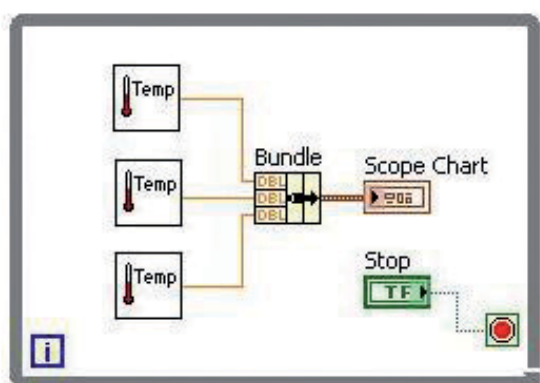 Temp
Bundle
Scope Chart
Temp
DBL
DBL
DBL
Temp
Stop
TF
i